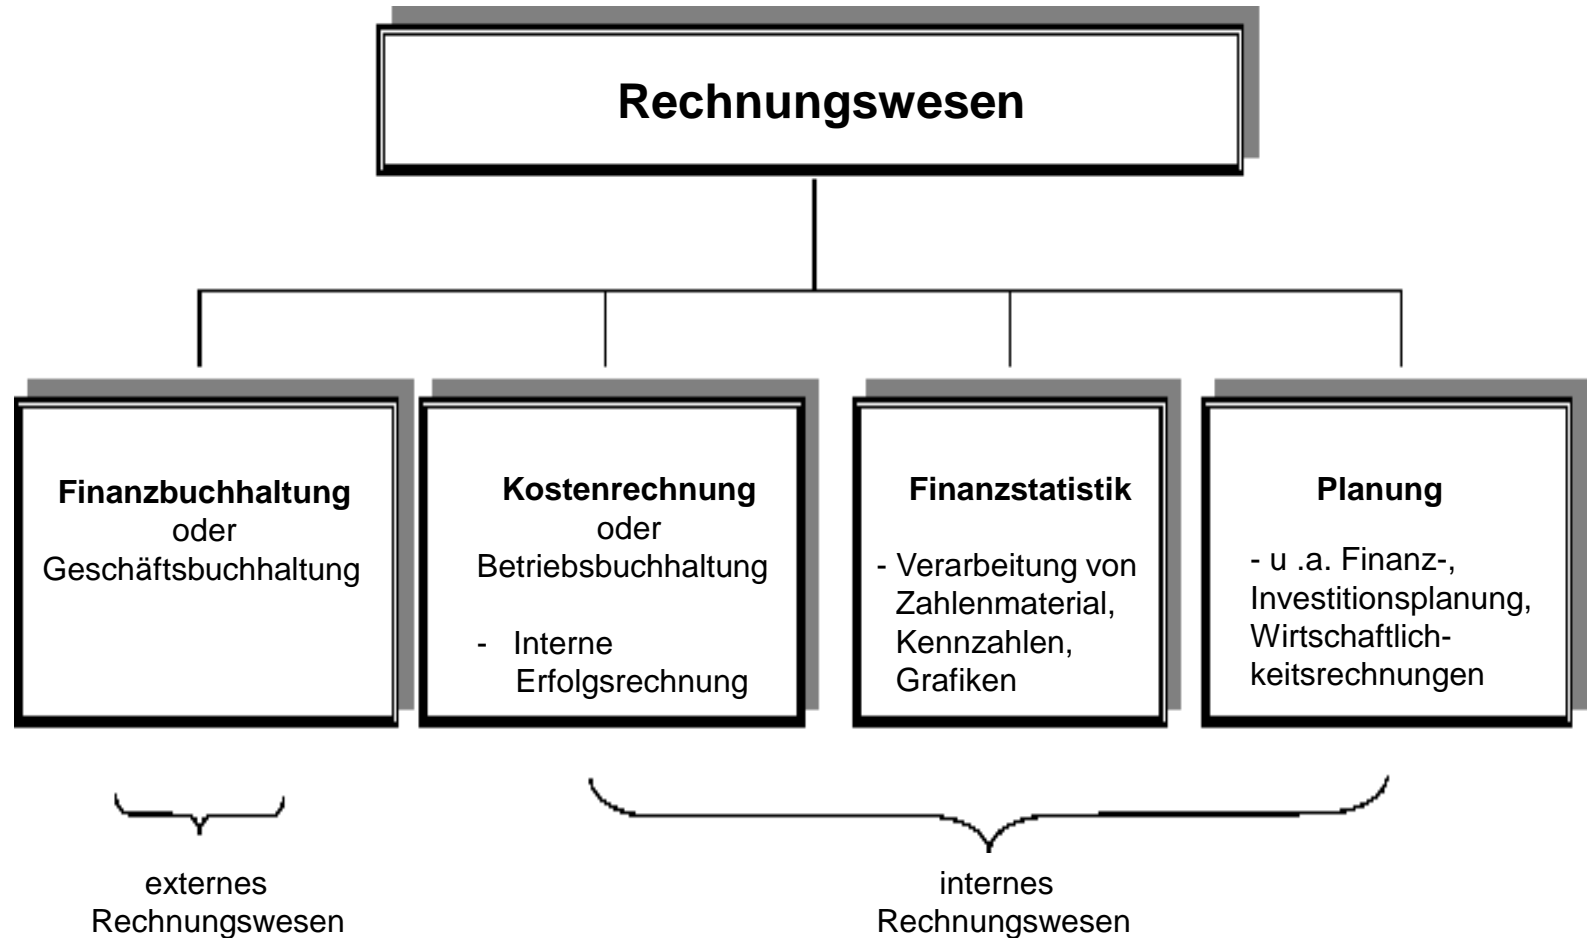 Rechnungswesen
Finanzbuchhaltung
oder
Geschäftsbuchhaltung
Kostenrechnung
oder
Betriebsbuchhaltung
- Interne
Erfolgsrechnung
Finanzstatistik
- Verarbeitung von
Zahlenmaterial,
Kennzahlen,
Grafiken
Planung
- u .a. Finanz-,
Investitionsplanung,
Wirtschaftlich-
keitsrechnungen
externes
Rechnungswesen
internes
Rechnungswesen